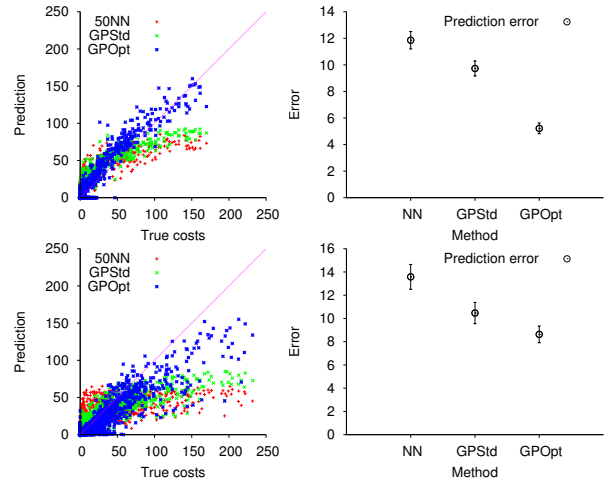 250
200
150
100
50
0
Prediction
50NN
GPStd
GPOpt
0 50 100 150 200 250
True costs
14
12
10
8
6
4
2
0
Error
Prediction error
NN GPStd GPOpt
Method
250
200
150
100
50
0
Prediction
50NN
GPStd
GPOpt
0 50 100 150 200 250
True costs
16
14
12
10
8
6
4
2
0
Error
Prediction error
NN GPStd GPOpt
Method